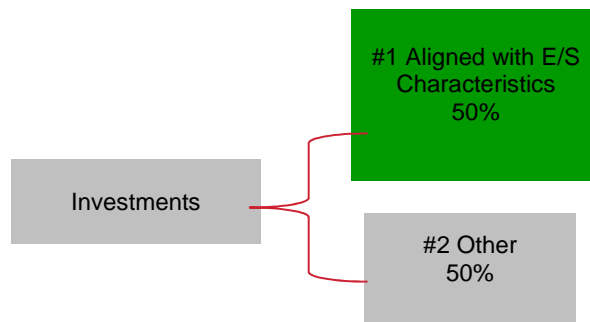 #1 Aligned with E/S
Characteristics
50%
Investments
#2 Other
50%